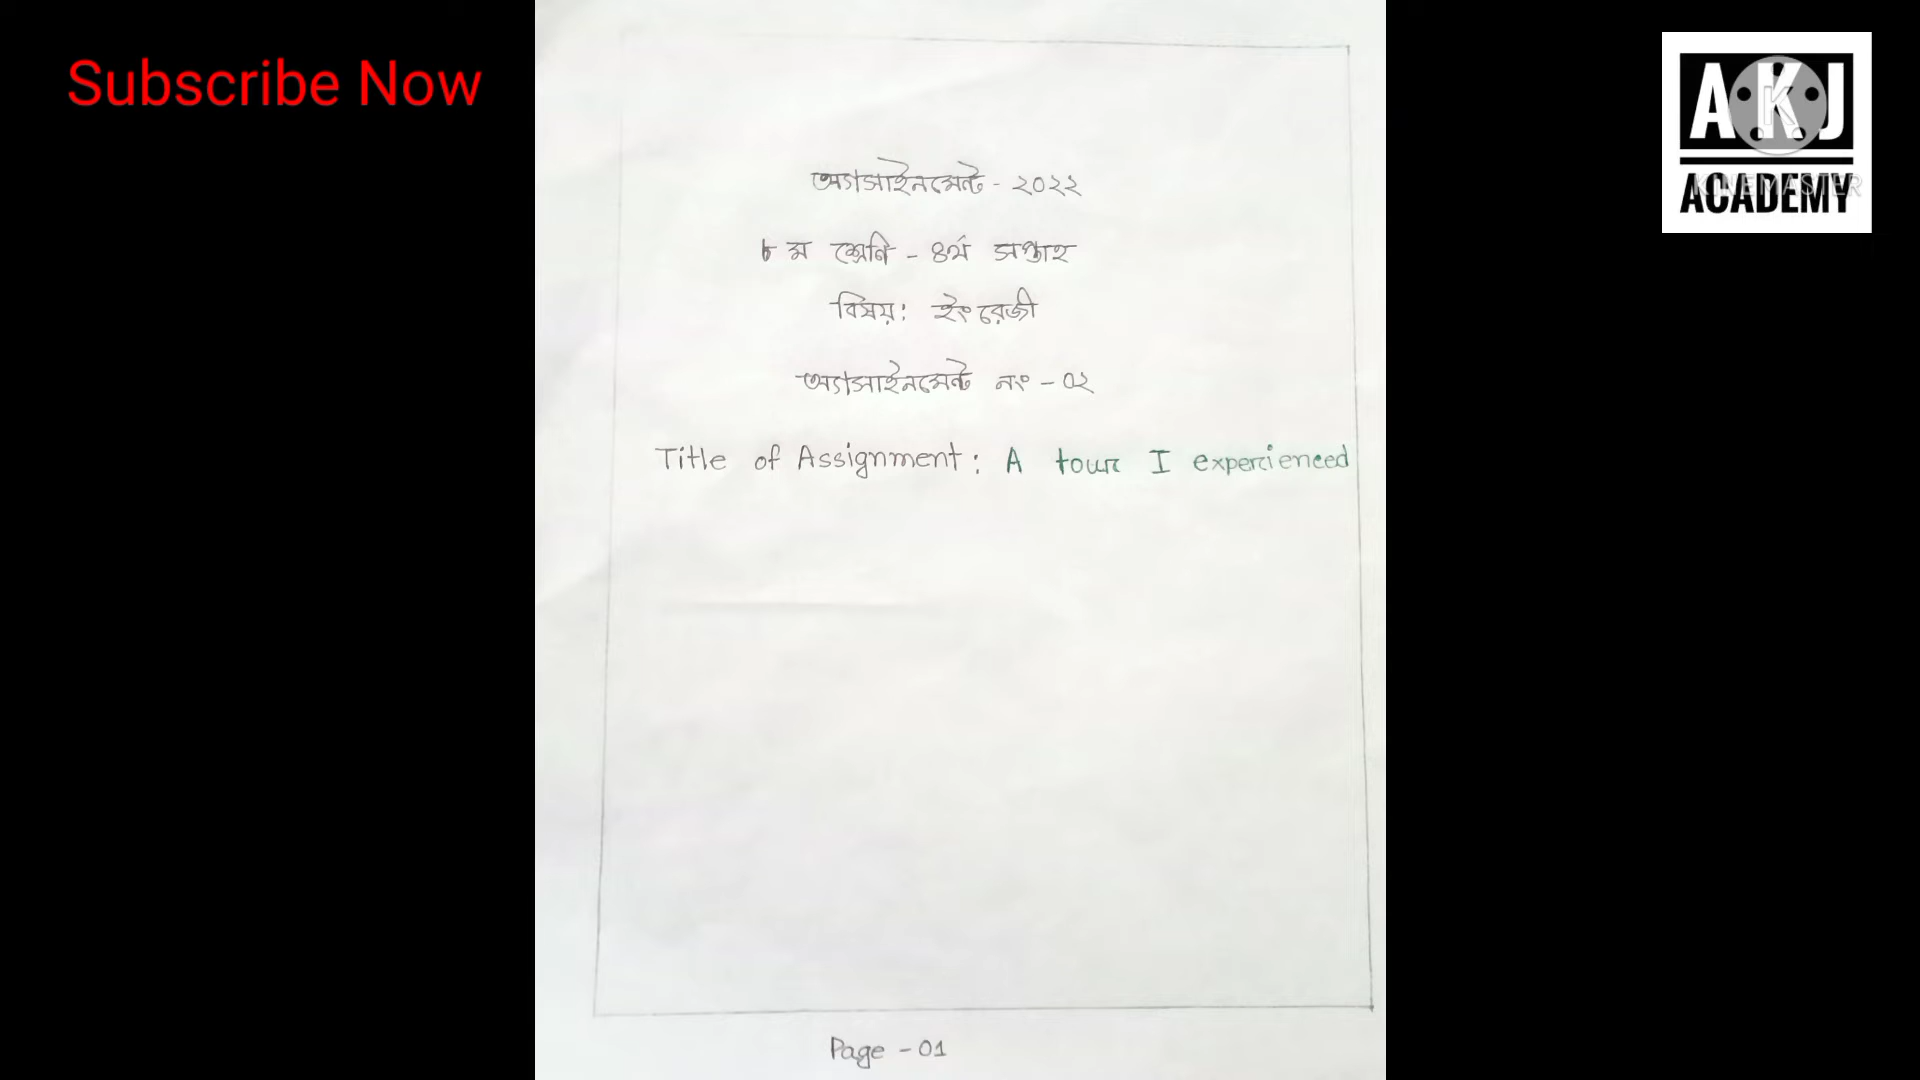 Subscribe Now
AKJ
ACADEMY
KINEMASTER
অ্যাসাইনমেন্ট - ২০২২
৮ম শ্রেনি - ৪র্থ সপ্তাহ
বিষয়: ইংরেজী
অ্যাসাইনমেন্ট নং - ০২
Title of Assignment: A tour I experienced
Page - 01